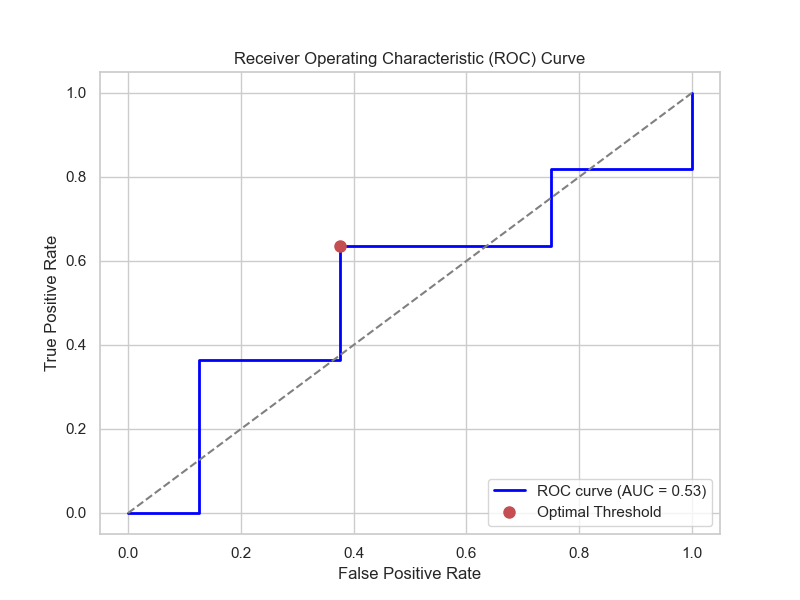 Receiver Operating Characteristic (ROC) Curve
True Positive Rate
1.0
0.8
0.6
0.4
0.2
0.0
0.0 0.2 0.4 0.6 0.8 1.0
False Positive Rate
ROC curve (AUC = 0.53)
Optimal Threshold